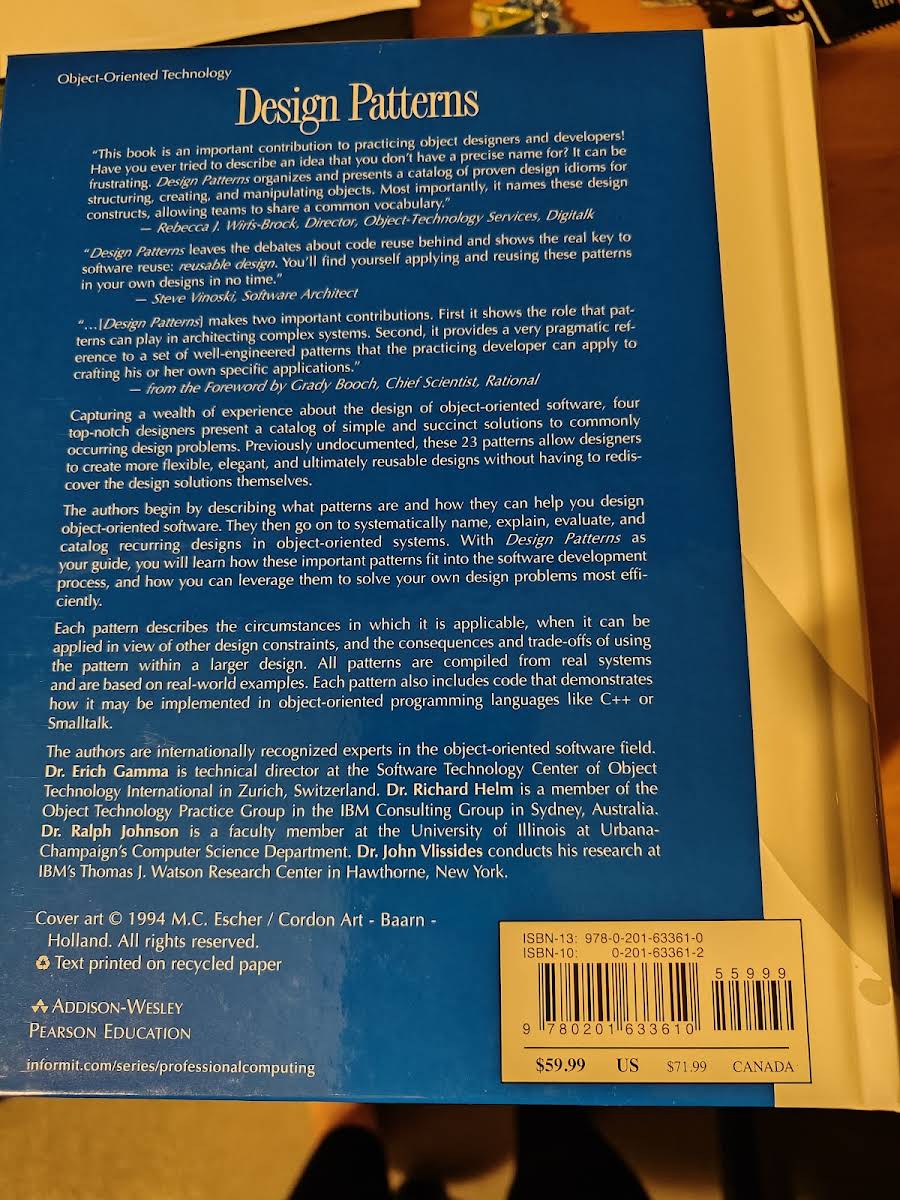 Object-Oriented Technology
Design Patterns
“This book is an important contribution to practicing object designers and developers!
Have you ever tried to describe an idea that you don’t have a precise name for? It can be
frustrating. Design Patterns organizes and presents a catalog of proven design idioms for
structuring, creating, and manipulating objects. Most importantly, it names these design
constructs, allowing teams to share a common vocabulary.”
— Rebecca J. Wirfs-Brock, Director, Object-Technology Services, Digitalk
“Design Patterns leaves the debates about code reuse behind and shows the real key to
software reuse: reusable design. You’ll find yourself applying and reusing these patterns
in your own designs in no time.”
— Steve Vinoski, Software Architect
“...[Design Patterns] makes two important contributions. First it shows the role that pat-
terns can play in architecting complex systems. Second, it provides a very pragmatic ref-
erence to a set of well-engineered patterns that the practicing developer can apply to
crafting his or her own specific applications.”
— from the Foreword by Grady Booch, Chief Scientist, Rational
Capturing a wealth of experience about the design of object-oriented software, four
top-notch designers present a catalog of simple and succinct solutions to commonly
occurring design problems. Previously undocumented, these 23 patterns allow designers
to create more flexible, elegant, and ultimately reusable designs without having to redis-
cover the design solutions themselves.
The authors begin by describing what patterns are and how they can help you design
object-oriented software. They then go on to systematically name, explain, evaluate, and
catalog recurring designs in object-oriented systems. With Design Patterns as
your guide, you will learn how these important patterns fit into the software development
process, and how you can leverage them to solve your own design problems most effi-
ciently.
Each pattern describes the circumstances in which it is applicable, when it can be
applied in view of other design constraints, and the consequences and trade-offs of using
the pattern within a larger design. All patterns are compiled from real systems
and are based on real-world examples. Each pattern also includes code that demonstrates
how it may be implemented in object-oriented programming languages like C++ or
Smalltalk.
The authors are internationally recognized experts in the object-oriented software field.
Dr. Erich Gamma is technical director at the Software Technology Center of Object
Technology International in Zurich, Switzerland. Dr. Richard Helm is a member of the
Object Technology Practice Group in the IBM Consulting Group in Sydney, Australia.
Dr. Ralph Johnson is a faculty member at the University of Illinois at Urbana-
Champaign’s Computer Science Department. Dr. John Vlissides conducts his research at
IBM’s Thomas J. Watson Research Center in Hawthorne, New York.
Cover art © 1994 M.C. Escher / Cordon Art - Baarn -
Holland. All rights reserved.
Text printed on recycled paper
ADDISON-WESLEY
PEARSON EDUCATION
informit.com/series/professionalcomputing
ISBN-13: 978-0-201-63361-0
ISBN-10: 0-201-63361-2
55999
9 780201 633610
$59.99 US $71.99 CANADA